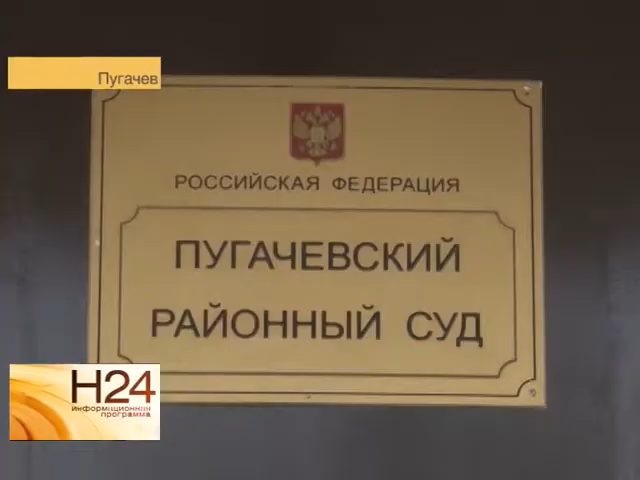 Пугачев
РОССИЙСКАЯ ФЕДЕРАЦИЯ
ПУГАЧЕВСКИЙ
РАЙОННЫЙ СУД
Н24
информационная
программа